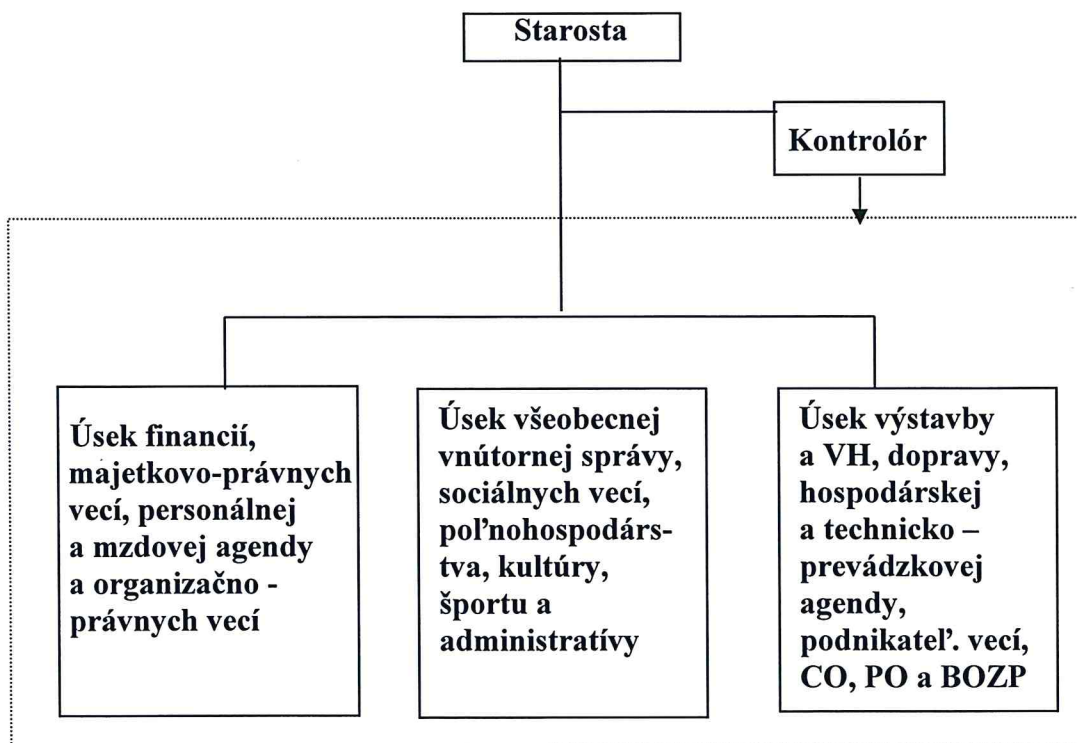 Starosta
Kontrolór
Úsek financií,
majetkovo-právnych
vecí, personálnej
a mzdovej agendy
a organizačno -
právnych vecí
Úsek všeobecnej
vnútornej správy,
sociálnych vecí,
poľnohospodárs-
tva, kultúry,
športu a
administratívy
Úsek výstavby
a VH, dopravy,
hospodárskej
a technicko –
prevádzkovej
agendy,
podnikateľ. vecí,
CO, PO a BOZP